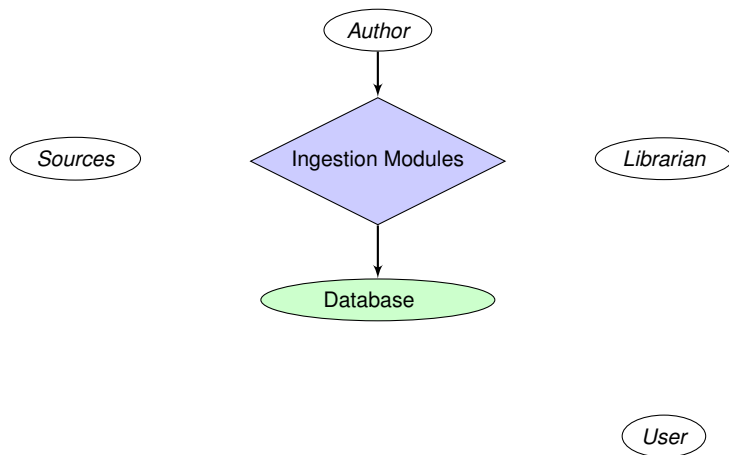 Author
Sources
Ingestion Modules
Librarian
Database
User